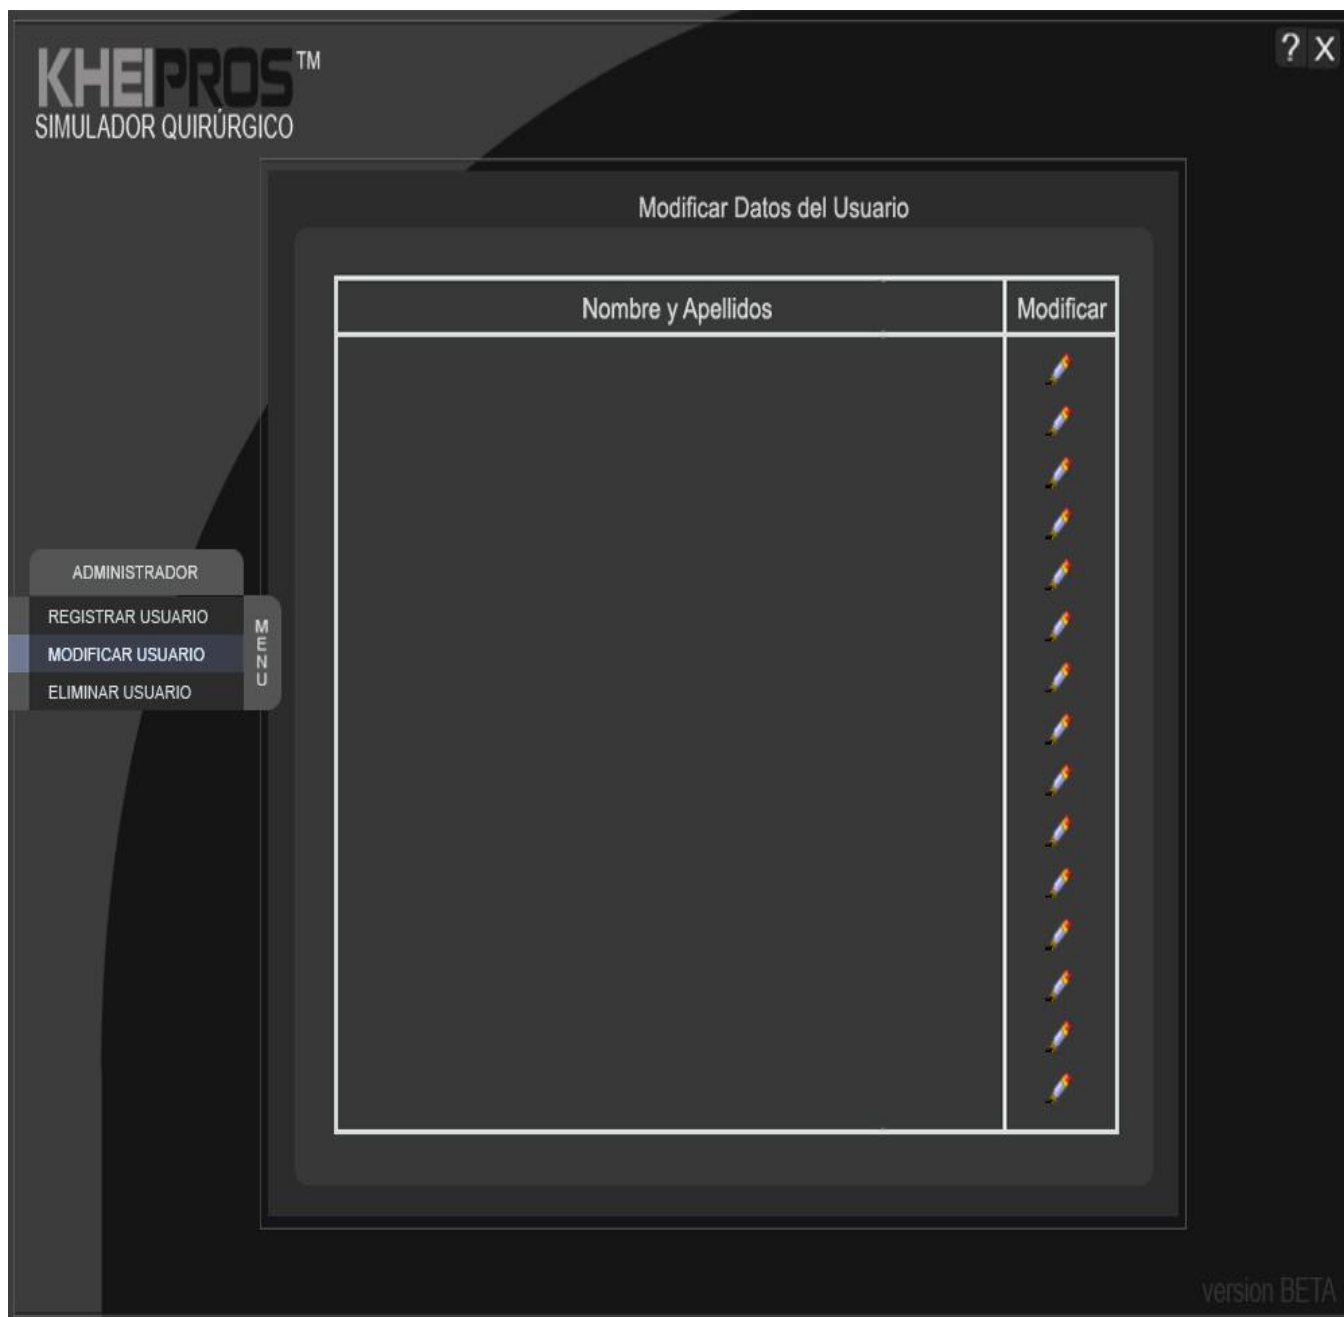 KHEIPROS™
SIMULADOR QUIRÚRGICO
? X
Modificar Datos del Usuario
Nombre y Apellidos Modificar
ADMINISTRADOR
REGISTRAR USUARIO
MODIFICAR USUARIO
ELIMINAR USUARIO
MENU
version BETA